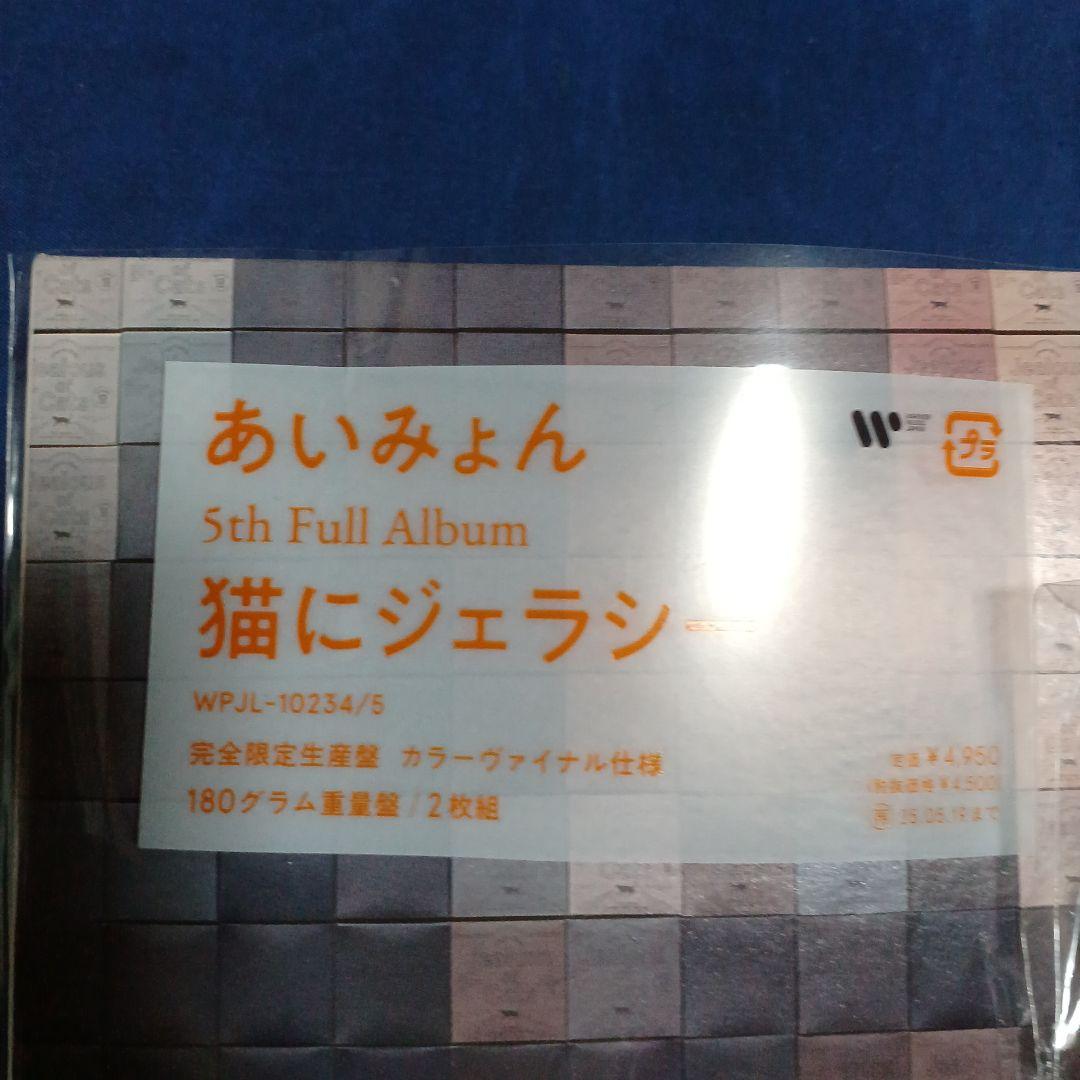 あいみょん
5th Full Album
猫にジェラシー
WPJL-10234/5
完全限定生産盤 カラーヴァイナル仕様
180グラム重量盤/2枚組
プラ
定価¥4,950
(税抜価格¥4,500)